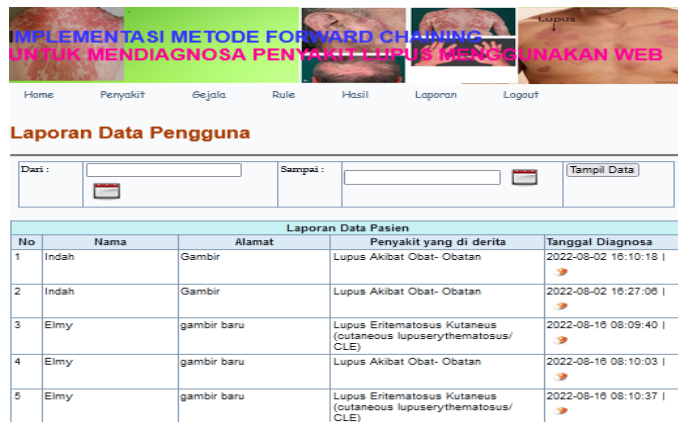 Lupus
IMPLEMENTASI METODE FORWARD CHAINING
UNTUK MENDIAGNOSA PENYAKIT LUPUS MENGGUNAKAN WEB
Home Penyakit Gejala Rule Hasil Laporan Logout
Laporan Data Pengguna
Dari : Sampai : Tampil Data
Laporan Data Pasien
No Nama Alamat Penyakit yang di derita Tanggal Diagnosa
1 Indah Gambir Lupus Akibat Obat- Obatan 2022-08-02 16:10:18 |
2 Indah Gambir Lupus Akibat Obat- Obatan 2022-08-02 16:27:06 |
3 Elmy gambir baru Lupus Eritematosus Kutaneus 2022-08-16 08:09:40 |
(cutaneous lupuserythematosus/
CLE)
4 Elmy gambir baru Lupus Akibat Obat- Obatan 2022-08-16 08:10:03 |
5 Elmy gambir baru Lupus Eritematosus Kutaneus 2022-08-16 08:10:37 |
(cutaneous lupuserythematosus/
CLE)